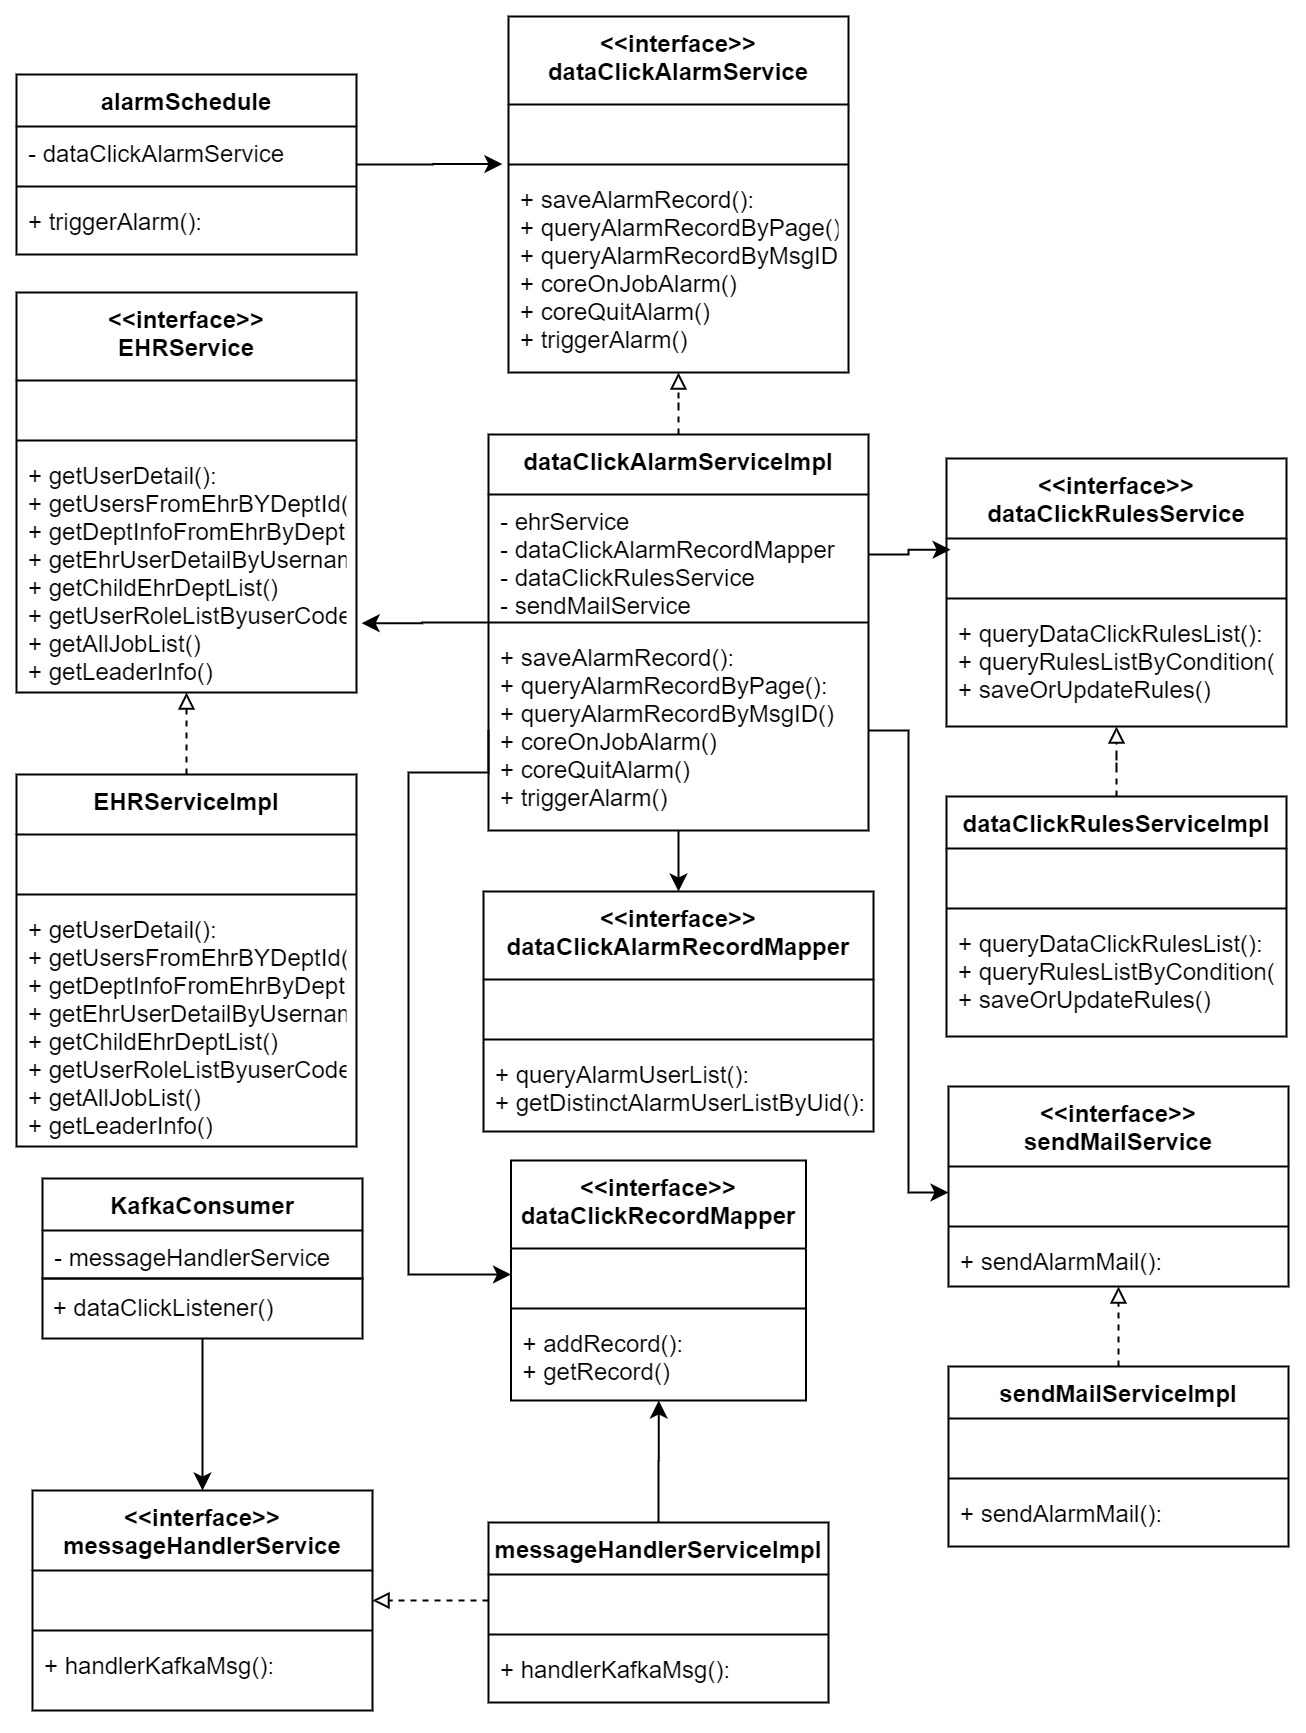 <<interface>>
dataClickAlarmService
+ saveAlarmRecord():
+ queryAlarmRecordByPage()
+ queryAlarmRecordByMsgID
+ coreOnJobAlarm()
+ coreQuitAlarm()
+ triggerAlarm()
alarmSchedule
- dataClickAlarmService
+ triggerAlarm():
<<interface>>
EHRService
+ getUserDetail():
+ getUsersFromEhrBYDeptId(
+ getDeptInfoFromEhrByDept
+ getEhrUserDetailByUsernan
+ getChildEhrDeptList()
+ getUserRoleListByuserCode
+ getAllJobList()
+ getLeaderInfo()
dataClickAlarmServiceImpl
- ehrService
- dataClickAlarmRecordMapper
- dataClickRulesService
- sendMailService
+ saveAlarmRecord():
+ queryAlarmRecordByPage():
+ queryAlarmRecordByMsgID()
+ coreOnJobAlarm()
+ coreQuitAlarm()
+ triggerAlarm()
<<interface>>
dataClickRulesService
+ queryDataClickRulesList():
+ queryRulesListByCondition(
+ saveOrUpdateRules()
EHRServiceImpl
+ getUserDetail():
+ getUsersFromEhrBYDeptId(
+ getDeptInfoFromEhrByDept
+ getEhrUserDetailByUsernan
+ getChildEhrDeptList()
+ getUserRoleListByuserCode
+ getAllJobList()
+ getLeaderInfo()
dataClickRulesServiceImpl
+ queryDataClickRulesList():
+ queryRulesListByCondition(
+ saveOrUpdateRules()
<<interface>>
dataClickAlarmRecordMapper
+ queryAlarmUserList():
+ getDistinctAlarmUserListByUid():
<<interface>>
sendMailService
+ sendAlarmMail():
KafkaConsumer
- messageHandlerService
+ dataClickListener()
<<interface>>
dataClickRecordMapper
+ addRecord():
+ getRecord()
sendMailServiceImpl
+ sendAlarmMail():
<<interface>>
messageHandlerService
+ handlerKafkaMsg():
messageHandlerServiceImpl
+ handlerKafkaMsg():